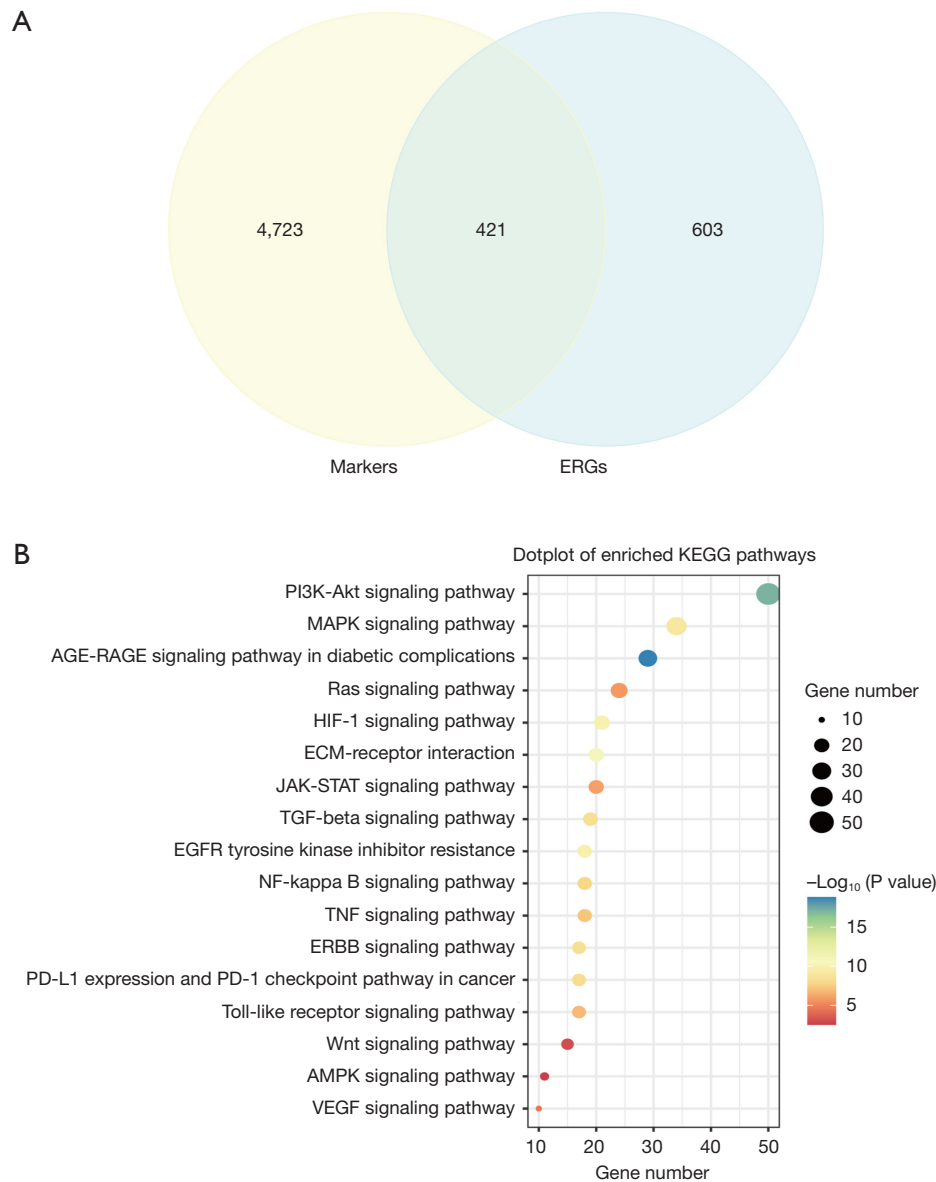 A
4,723
421
603
Markers
ERGs
B
Dotplot of enriched KEGG pathways
PI3K-Akt signaling pathway
MAPK signaling pathway
AGE-RAGE signaling pathway in diabetic complications
Ras signaling pathway
HIF-1 signaling pathway
ECM-receptor interaction
JAK-STAT signaling pathway
TGF-beta signaling pathway
EGFR tyrosine kinase inhibitor resistance
NF-kappa B signaling pathway
TNF signaling pathway
ERBB signaling pathway
PD-L1 expression and PD-1 checkpoint pathway in cancer
Toll-like receptor signaling pathway
Wnt signaling pathway
AMPK signaling pathway
VEGF signaling pathway
10 20 30 40 50
Gene number
Gene number
10
20
30
40
50
–Log₁₀ (P value)
15
10
5